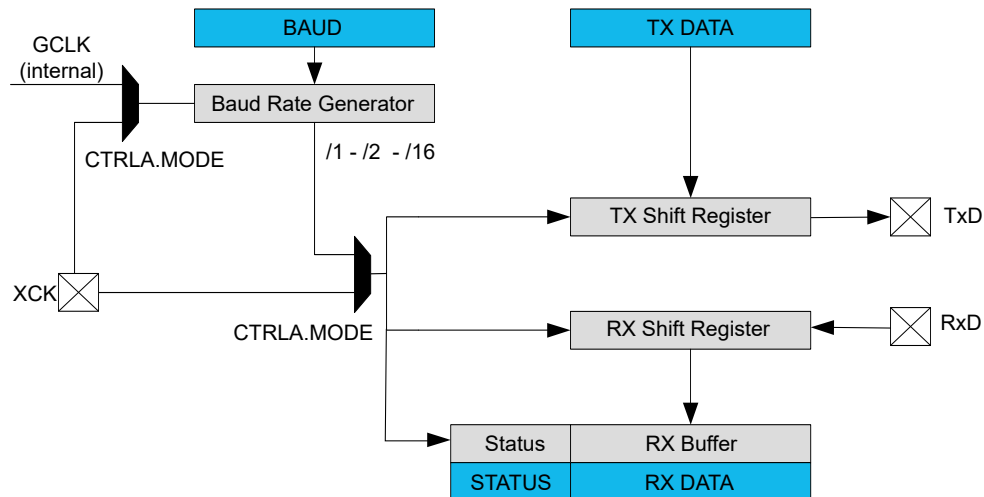 BAUD
TX DATA
GCLK
(internal)
Baud Rate Generator
CTRLA.MODE
/1 - /2 - /16
TX Shift Register
TxD
XCK
CTRLA.MODE
RX Shift Register
RxD
Status
RX Buffer
STATUS
RX DATA